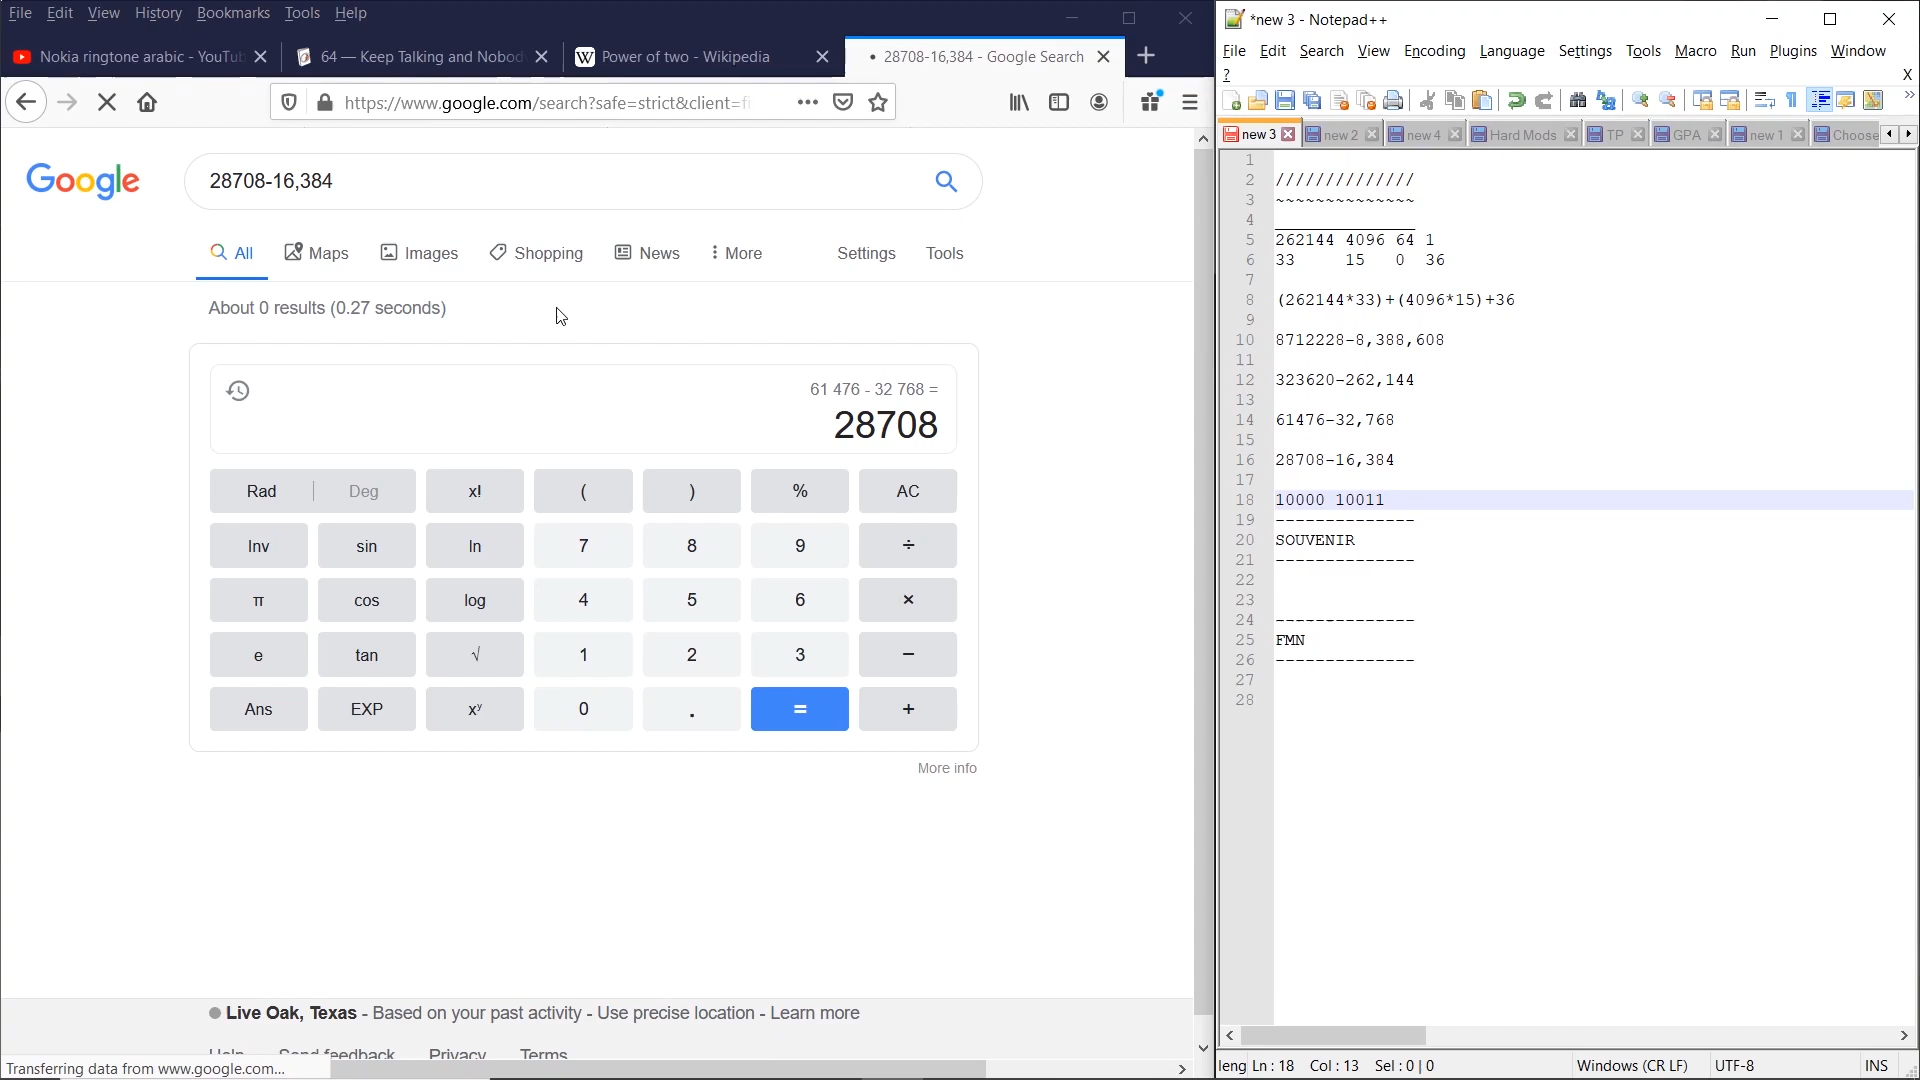 File Edit View History Bookmarks Tools Help
Nokia ringtone arabic - YouTub
64 — Keep Talking and Nobod
W Power of two - Wikipedia
• 28708-16,384 - Google Search
https://www.google.com/search?safe=strict&client=fi
Google
28708-16,384
All Maps Images Shopping News More Settings Tools
About 0 results (0.27 seconds)
61 476 - 32 768 =
28708
Rad Deg x! ( ) % AC
Inv sin ln 7 8 9 ÷
π cos log 4 5 6 ×
e tan √ 1 2 3 −
Ans EXP xʸ 0 . = +
More info
Live Oak, Texas - Based on your past activity - Use precise location - Learn more
Help Send feedback Privacy Terms
Transferring data from www.google.com...
*new 3 - Notepad++
File Edit Search View Encoding Language Settings Tools Macro Run Plugins Window
? X
new 3 new 2 new 4 Hard Mods TP GPA new 1 Choose
1
2 //////////////
3 ~~~~~~~~~~~~~~
4 ______________
5 262144 4096 64 1
6 33 15 0 36
7
8 (262144*33)+(4096*15)+36
9
10 8712228-8,388,608
11
12 323620-262,144
13
14 61476-32,768
15
16 28708-16,384
17
18 10000 10011
19 --------------
20 SOUVENIR
21 --------------
22
23
24 --------------
25 FMN
26 --------------
27
28
leng Ln : 18 Col : 13 Sel : 0 | 0 Windows (CR LF) UTF-8 INS